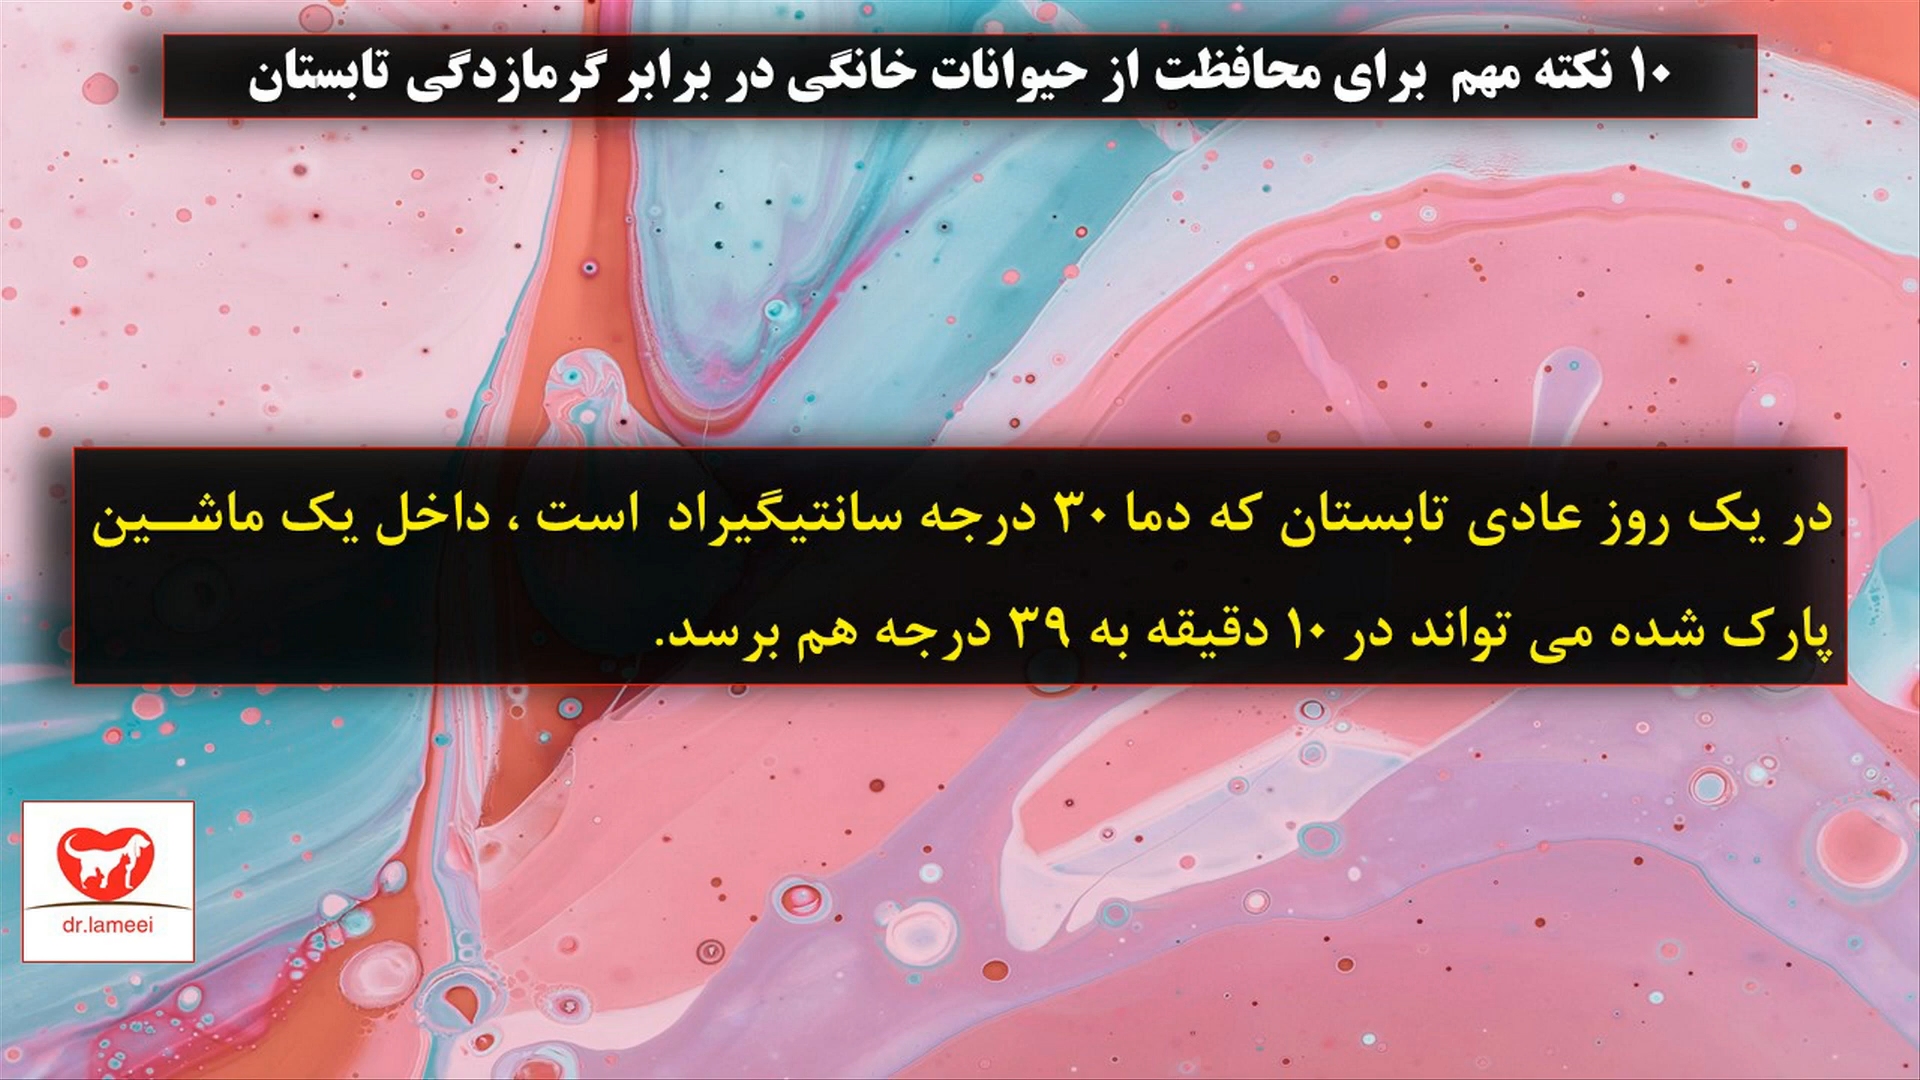 ۱۰ نکته مهم برای محافظت از حیوانات خانگی در برابر گرمازدگی تابستان
در یک روز عادی تابستان که دما ۳۰ درجه سانتیگیراد است ، داخل یک ماشـــین
پارک شده می تواند در ۱۰ دقیقه به ۳۹ درجه هم برسد.
dr.lameei